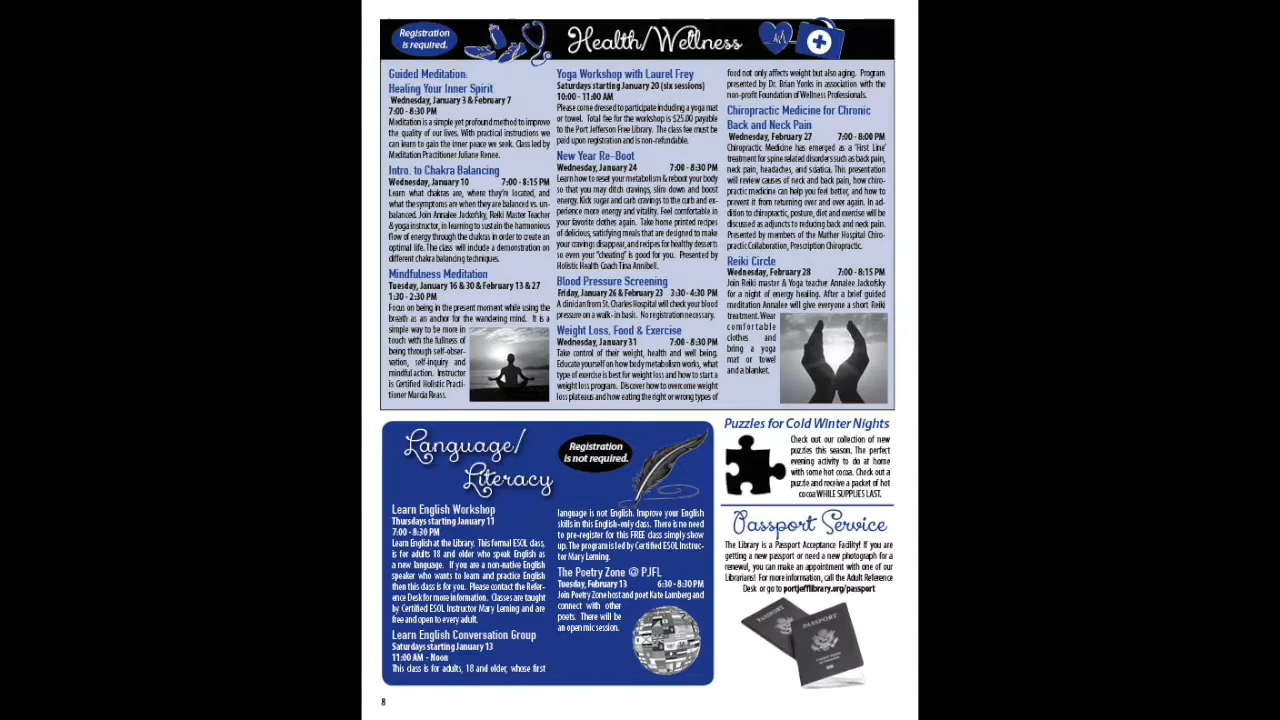 Registration
is required.
Health/Wellness
Guided Meditation:
Healing Your Inner Spirit
Wednesday, January 3 & February 7
7:00 - 8:30 PM
Meditation is a simple yet profound method to improve
the quality of our lives. With practical instructions we
can learn to gain the inner peace we seek. Class led by
Meditation Practitioner Juliane Renee.
Intro. to Chakra Balancing
Wednesday, January 10 7:00 - 8:15 PM
Learn what chakras are, where they're located, and
what the symptoms are when they are balanced vs. un-
balanced. Join Annalee Jackofsky, Reiki Master Teacher
& yoga instructor, in learning to sustain the harmonious
flow of energy through the chakras in order to create an
optimal life. The class will include a demonstration on
different chakra balancing techniques.
Mindfulness Meditation
Tuesday, January 16 & 30 & February 13 & 27
1:30 - 2:30 PM
Focus on being in the present moment while using the
breath as an anchor for the wandering mind. It is a
simple way to be more in
touch with the fullness of
being through self-obser-
vation, self-inquiry and
mindful action. Instructor
is Certified Holistic Practi-
tioner Marcia Reass.
Yoga Workshop with Laurel Frey
Saturdays starting January 20 (six sessions)
10:00 - 11:00 AM
Please come dressed to participate including a yoga mat
or towel. Total fee for the workshop is $25.00 payable
to the Port Jefferson Free Library. The class fee must be
paid upon registration and is non-refundable.
New Year Re-Boot
Wednesday, January 24 7:00 - 8:30 PM
Learn how to reset your metabolism & reboot your body
so that you may ditch cravings, slim down and boost
energy. Kick sugar and carb cravings to the curb and ex-
perience more energy and vitality. Feel comfortable in
your favorite clothes again. Take home printed recipes
of delicious, satisfying meals that are designed to make
your cravings disappear, and recipes for healthy desserts
so even your "cheating" is good for you. Presented by
Holistic Health Coach Tina Annibell.
Blood Pressure Screening
Friday, January 26 & February 23 3:30 - 4:30 PM
A clinician from St. Charles Hospital will check your blood
pressure on a walk-in basis. No registration necessary.
Weight Loss, Food & Exercise
Wednesday, January 31 7:00 - 8:30 PM
Take control of their weight, health and well being.
Educate yourself on how body metabolism works, what
type of exercise is best for weight loss and how to start a
weight loss program. Discover how to overcome weight
loss plateaus and how eating the right or wrong types of
food not only affects weight but also aging. Program
presented by Dr. Brian Yonks in association with the
non-profit Foundation of Wellness Professionals.
Chiropractic Medicine for Chronic
Back and Neck Pain
Wednesday, February 27 7:00 - 8:00 PM
Chiropractic Medicine has emerged as a 'First Line'
treatment for spine related disorders such as back pain,
neck pain, headaches, and sciatica. This presentation
will review causes of neck and back pain, how chiro-
practic medicine can help you feel better, and how to
prevent it from returning over and over again. In ad-
dition to chiropractic, posture, diet and exercise will be
discussed as adjuncts to reducing back and neck pain.
Presented by members of the Mather Hospital Chiro-
practic Collaboration, Prescription Chiropractic.
Reiki Circle
Wednesday, February 28 7:00 - 8:15 PM
Join Reiki master & Yoga teacher Annalee Jackofsky
for a night of energy healing. After a brief guided
meditation Annalee will give everyone a short Reiki
treatment. Wear
comfortable
clothes and
bring a yoga
mat or towel
and a blanket.
Language/
Literacy
Registration
is not required.
Learn English Workshop
Thursdays starting January 11
7:00 - 8:30 PM
Learn English at the Library. This formal ESOL class,
is for adults 18 and older who speak English as
a new language. If you are a non-native English
speaker who wants to learn and practice English
then this class is for you. Please contact the Refer-
ence Desk for more information. Classes are taught
by Certified ESOL Instructor Mary Leming and are
free and open to every adult.
Learn English Conversation Group
Saturdays starting January 13
11:00 AM - Noon
This class is for adults, 18 and older, whose first
language is not English. Improve your English
skills in this English-only class. There is no need
to pre-register for this FREE class simply show
up. The program is led by Certified ESOL Instruc-
tor Mary Leming.
The Poetry Zone @ PJFL
Tuesday, February 13 6:30 - 8:30 PM
Join Poetry Zone host and poet Kate Lamberg and
connect with other
poets. There will be
an open mic session.
Puzzles for Cold Winter Nights
Check out our collection of new
puzzles this season. The perfect
evening activity to do at home
with some hot cocoa. Check out a
puzzle and receive a packet of hot
cocoa WHILE SUPPLIES LAST.
Passport Service
The Library is a Passport Acceptance Facility! If you are
getting a new passport or need a new photograph for a
renewal, you can make an appointment with one of our
Librarians! For more information, call the Adult Reference
Desk or go to portjefflibrary.org/passport
PASSPORT
PASSPORT
8